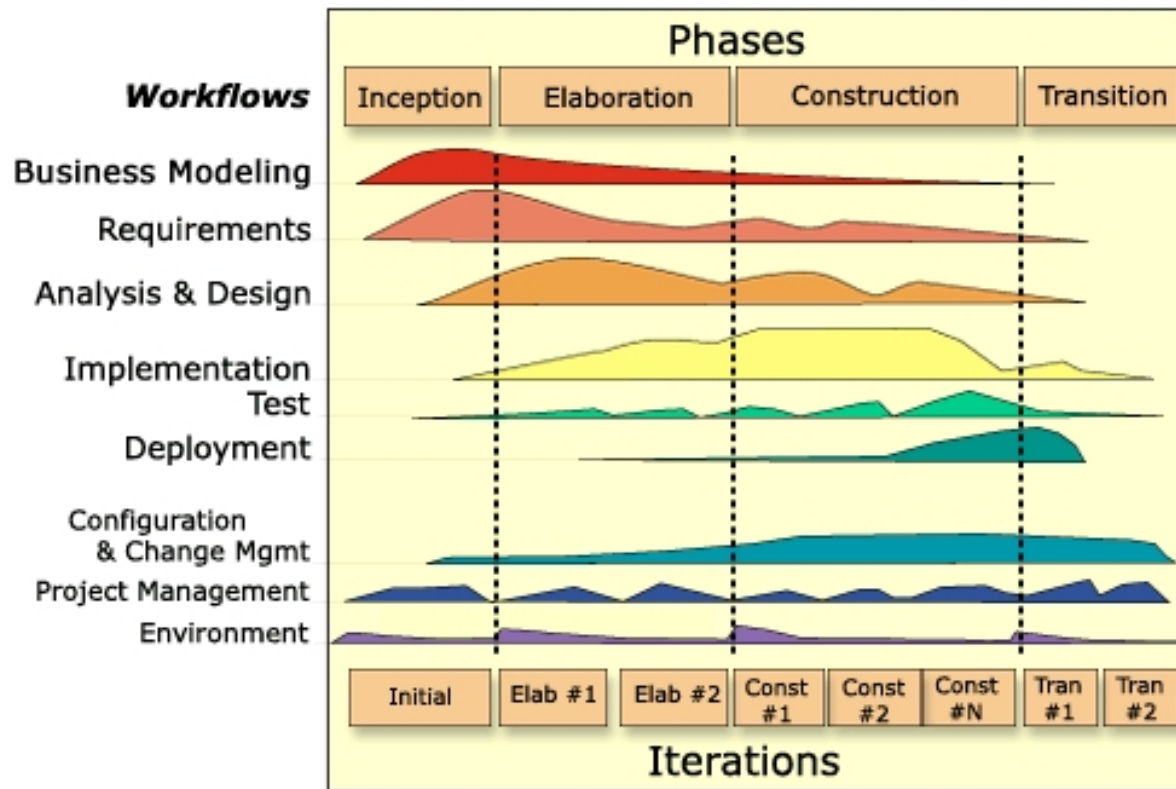 Phases
Workflows
Inception
Elaboration
Construction
Transition
Business Modeling
Requirements
Analysis & Design
Implementation
Test
Deployment
Configuration
& Change Mgmt
Project Management
Environment
Initial
Elab #1
Elab #2
Const
#1
Const
#2
Const
#N
Tran
#1
Tran
#2
Iterations